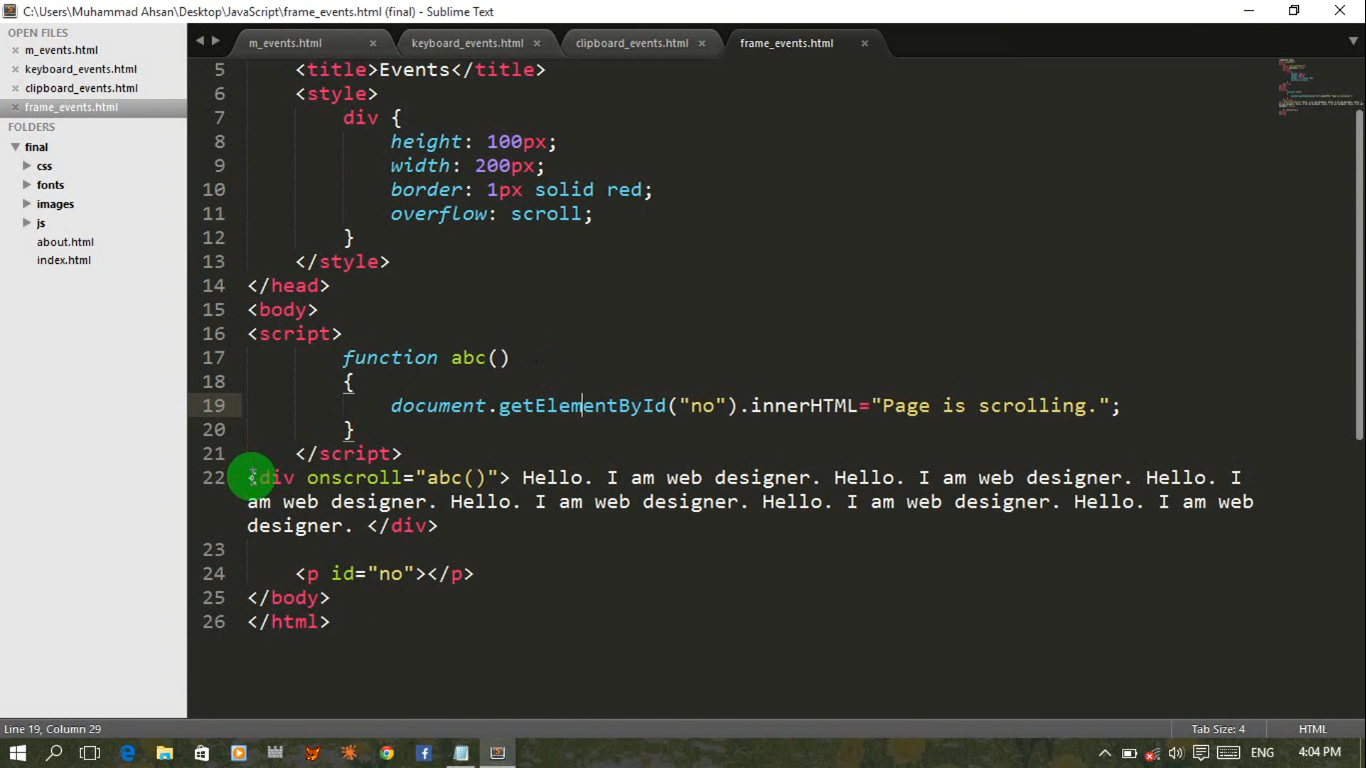 C:\Users\Muhammad Ahsan\Desktop\JavaScript\frame_events.html (final) - Sublime Text
OPEN FILES
m_events.html
keyboard_events.html
clipboard_events.html
frame_events.html
FOLDERS
final
css
fonts
images
js
about.html
index.html
m_events.html keyboard_events.html clipboard_events.html frame_events.html
5 <title>Events</title>
6 <style>
7 div {
8 height: 100px;
9 width: 200px;
10 border: 1px solid red;
11 overflow: scroll;
12 }
13 </style>
14 </head>
15 <body>
16 <script>
17 function abc()
18 {
19 document.getElementById("no").innerHTML="Page is scrolling.";
20 }
21 </script>
22 <div onscroll="abc()"> Hello. I am web designer. Hello. I am web designer. Hello. I
am web designer. Hello. I am web designer. Hello. I am web designer. Hello. I am web
designer. </div>
23
24 <p id="no"></p>
25 </body>
26 </html>
Line 19, Column 29 Tab Size: 4 HTML
ENG 4:04 PM